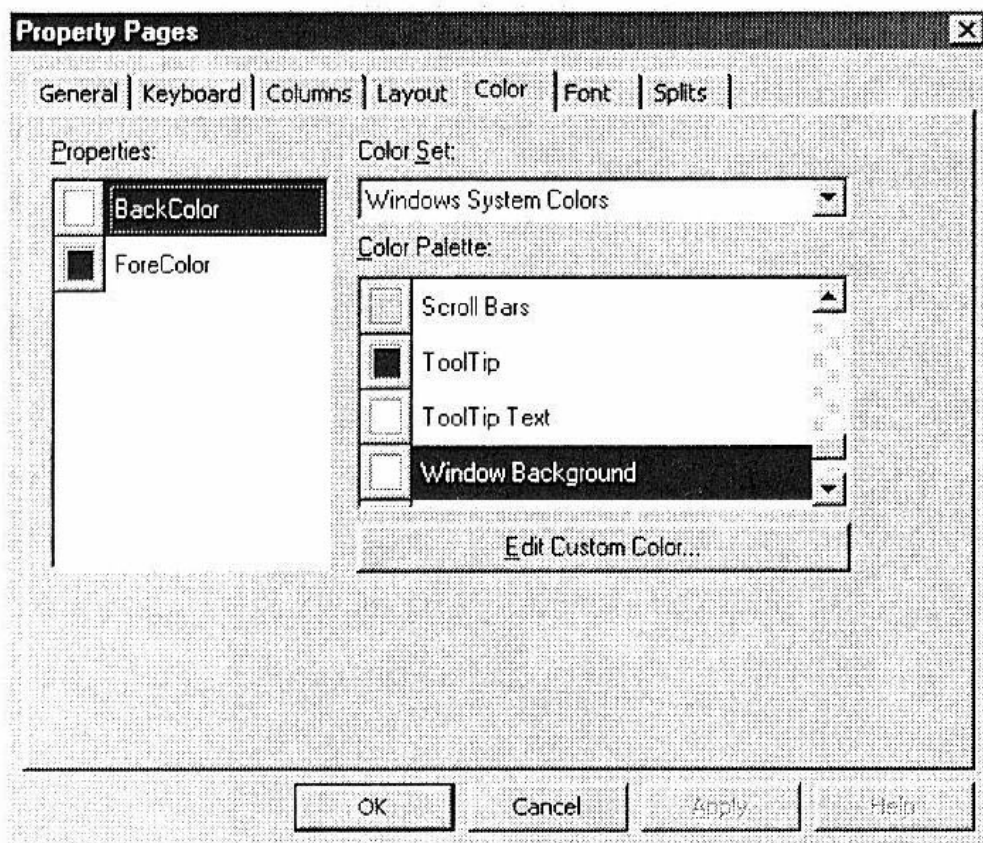 Property Pages
General Keyboard Columns Layout Color Font Splits
Properties:
BackColor
ForeColor
Color Set:
Windows System Colors
Color Palette:
Scroll Bars
ToolTip
ToolTip Text
Window Background
Edit Custom Color...
OK Cancel Apply Help